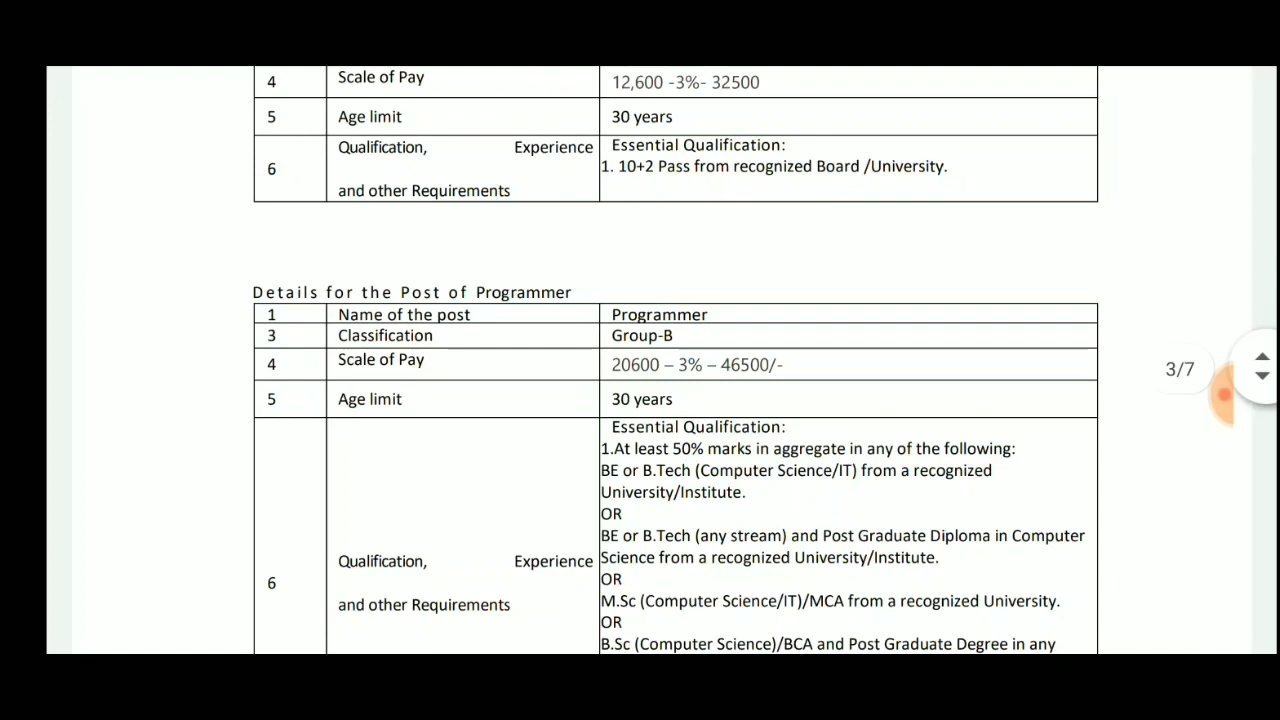 4 Scale of Pay 12,600 -3%- 32500
5 Age limit 30 years
6 Qualification, Experience and other Requirements
Essential Qualification:
1. 10+2 Pass from recognized Board /University.
Details for the Post of Programmer
1 Name of the post Programmer
3 Classification Group-B
4 Scale of Pay 20600 – 3% – 46500/-
5 Age limit 30 years
6 Qualification, Experience
and other Requirements
Essential Qualification:
1.At least 50% marks in aggregate in any of the following:
BE or B.Tech (Computer Science/IT) from a recognized
University/Institute.
OR
BE or B.Tech (any stream) and Post Graduate Diploma in Computer
Science from a recognized University/Institute.
OR
M.Sc (Computer Science/IT)/MCA from a recognized University.
OR
B.Sc (Computer Science)/BCA and Post Graduate Degree in any
3/7